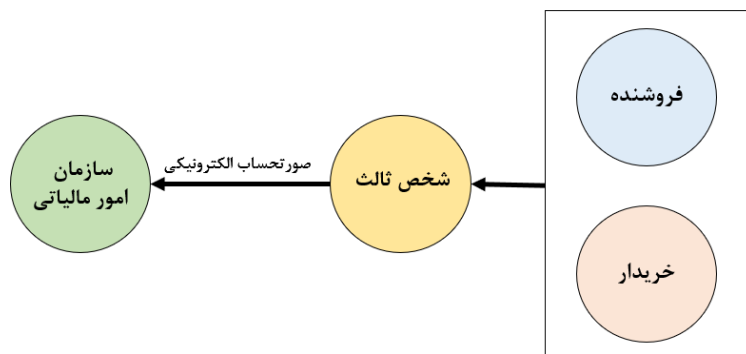 فروشنده
خریدار
شخص ثالث
صورتحساب الکترونیکی
سازمان
امور مالیاتی